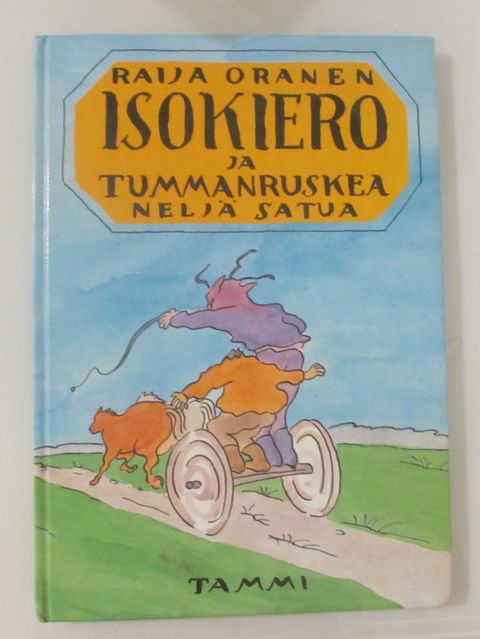 RAIJA ORANEN
ISOKIERO
JA
TUMMANRUSKEA
NELJÄ SATUA
TAMMI